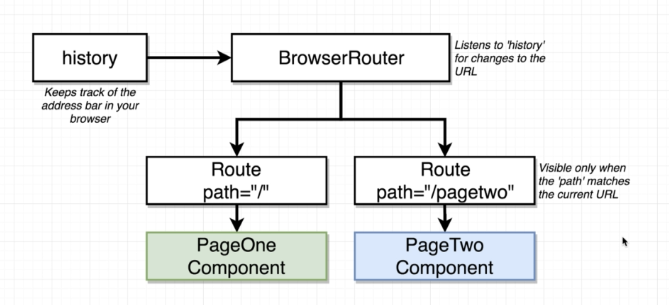 history
BrowserRouter
Listens to 'history'
for changes to the
URL
Keeps track of the
address bar in your
browser
Route
path="/"
Route
path="/pagetwo"
Visible only when
the 'path' matches
the current URL
PageOne
Component
PageTwo
Component